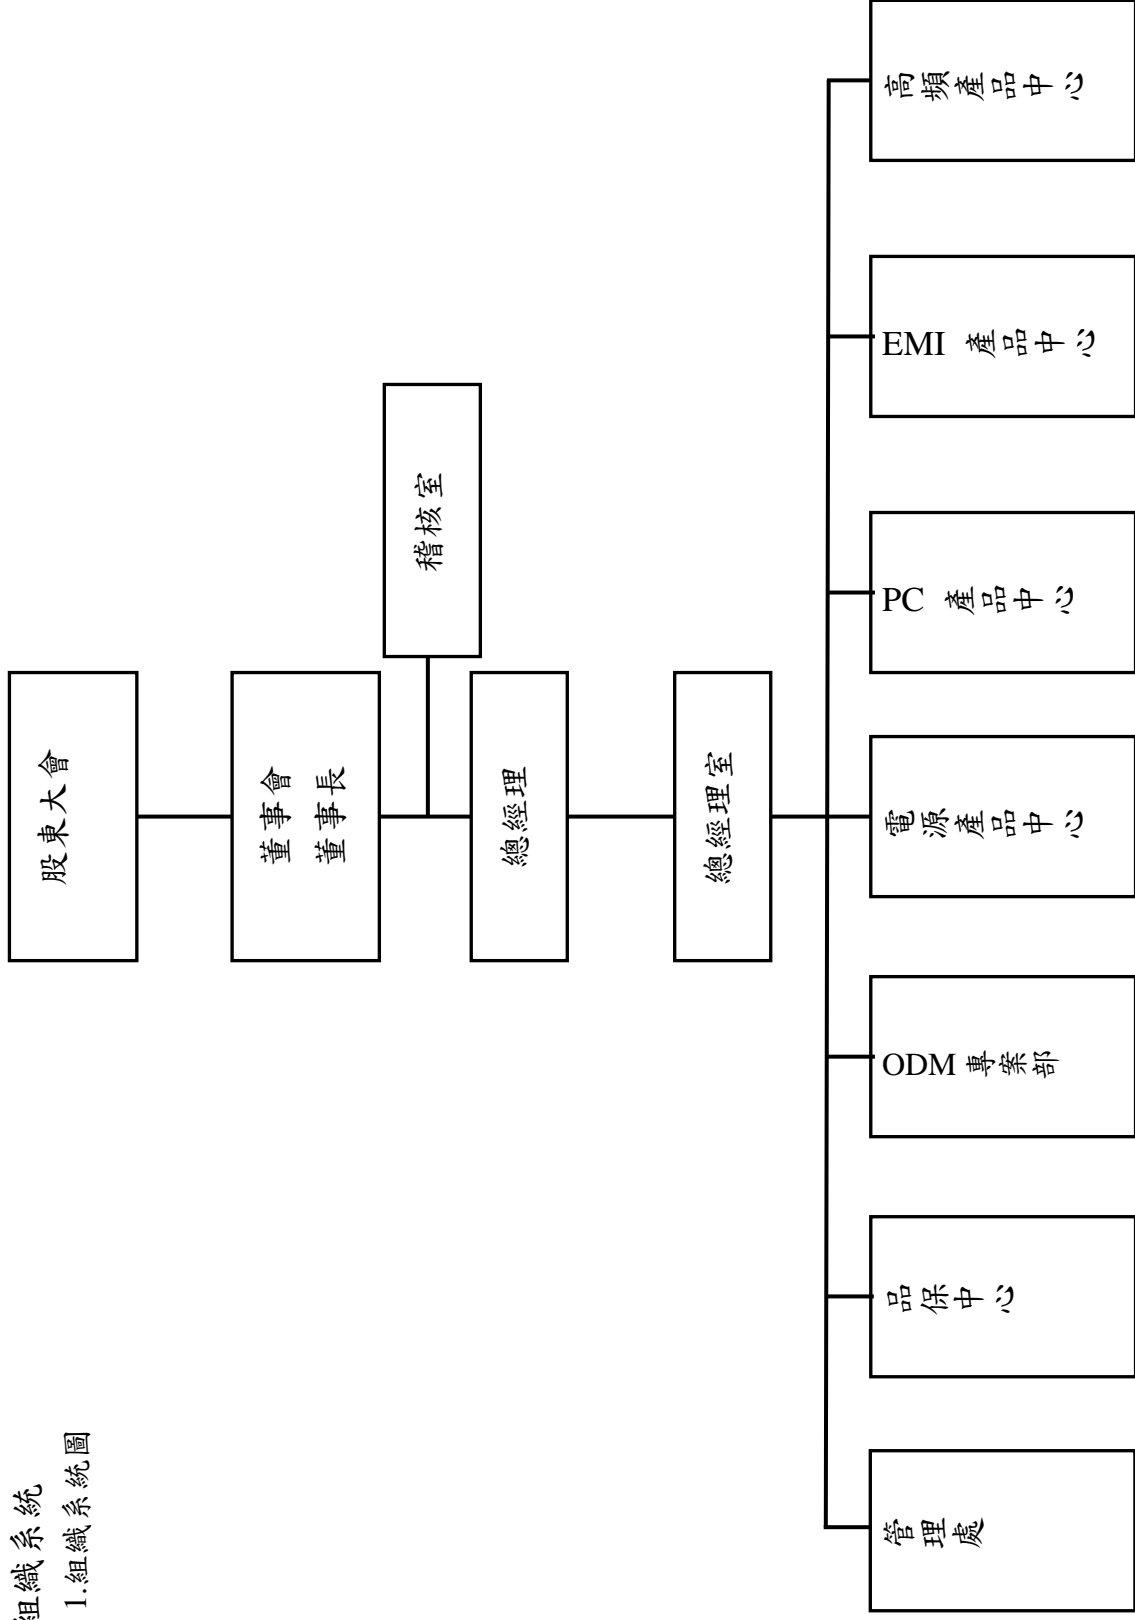 組織系統
1.組織系統圖
股東大會
董事會
董事長
稽核室
總經理
總經理室
管理處
品保中心
ODM 專案部
電源產品中心
PC 產品中心
EMI 產品中心
高頻產品中心